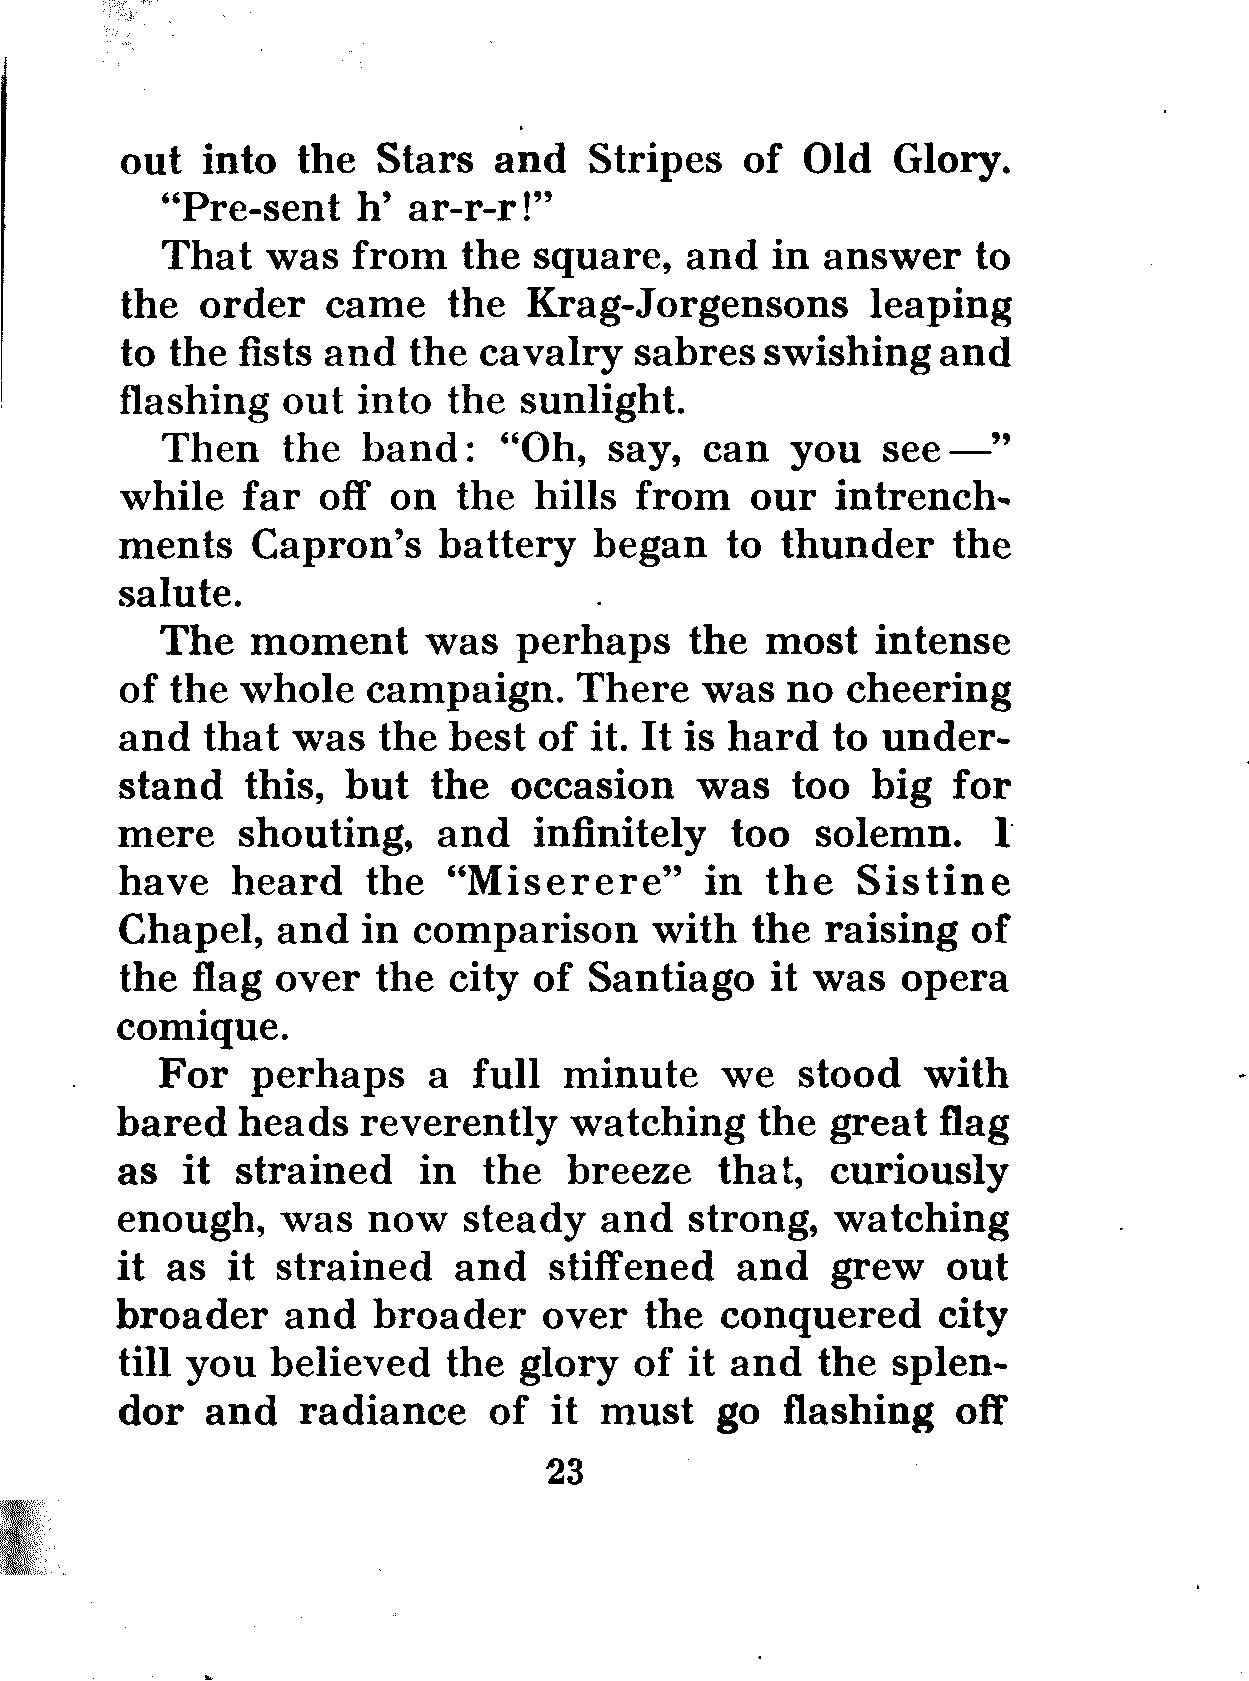 out into the Stars and Stripes of Old Glory.
“Pre-sent h’ ar-r-r!”
That was from the square, and in answer to
the order came the Krag-Jorgensons leaping
to the fists and the cavalry sabres swishing and
flashing out into the sunlight.
Then the band: “Oh, say, can you see—”
while far off on the hills from our intrench-
ments Capron’s battery began to thunder the
salute.
The moment was perhaps the most intense
of the whole campaign. There was no cheering
and that was the best of it. It is hard to under-
stand this, but the occasion was too big for
mere shouting, and infinitely too solemn. I
have heard the “Miserere” in the Sistine
Chapel, and in comparison with the raising of
the flag over the city of Santiago it was opera
comique.
For perhaps a full minute we stood with
bared heads reverently watching the great flag
as it strained in the breeze that, curiously
enough, was now steady and strong, watching
it as it strained and stiffened and grew out
broader and broader over the conquered city
till you believed the glory of it and the splen-
dor and radiance of it must go flashing off
23